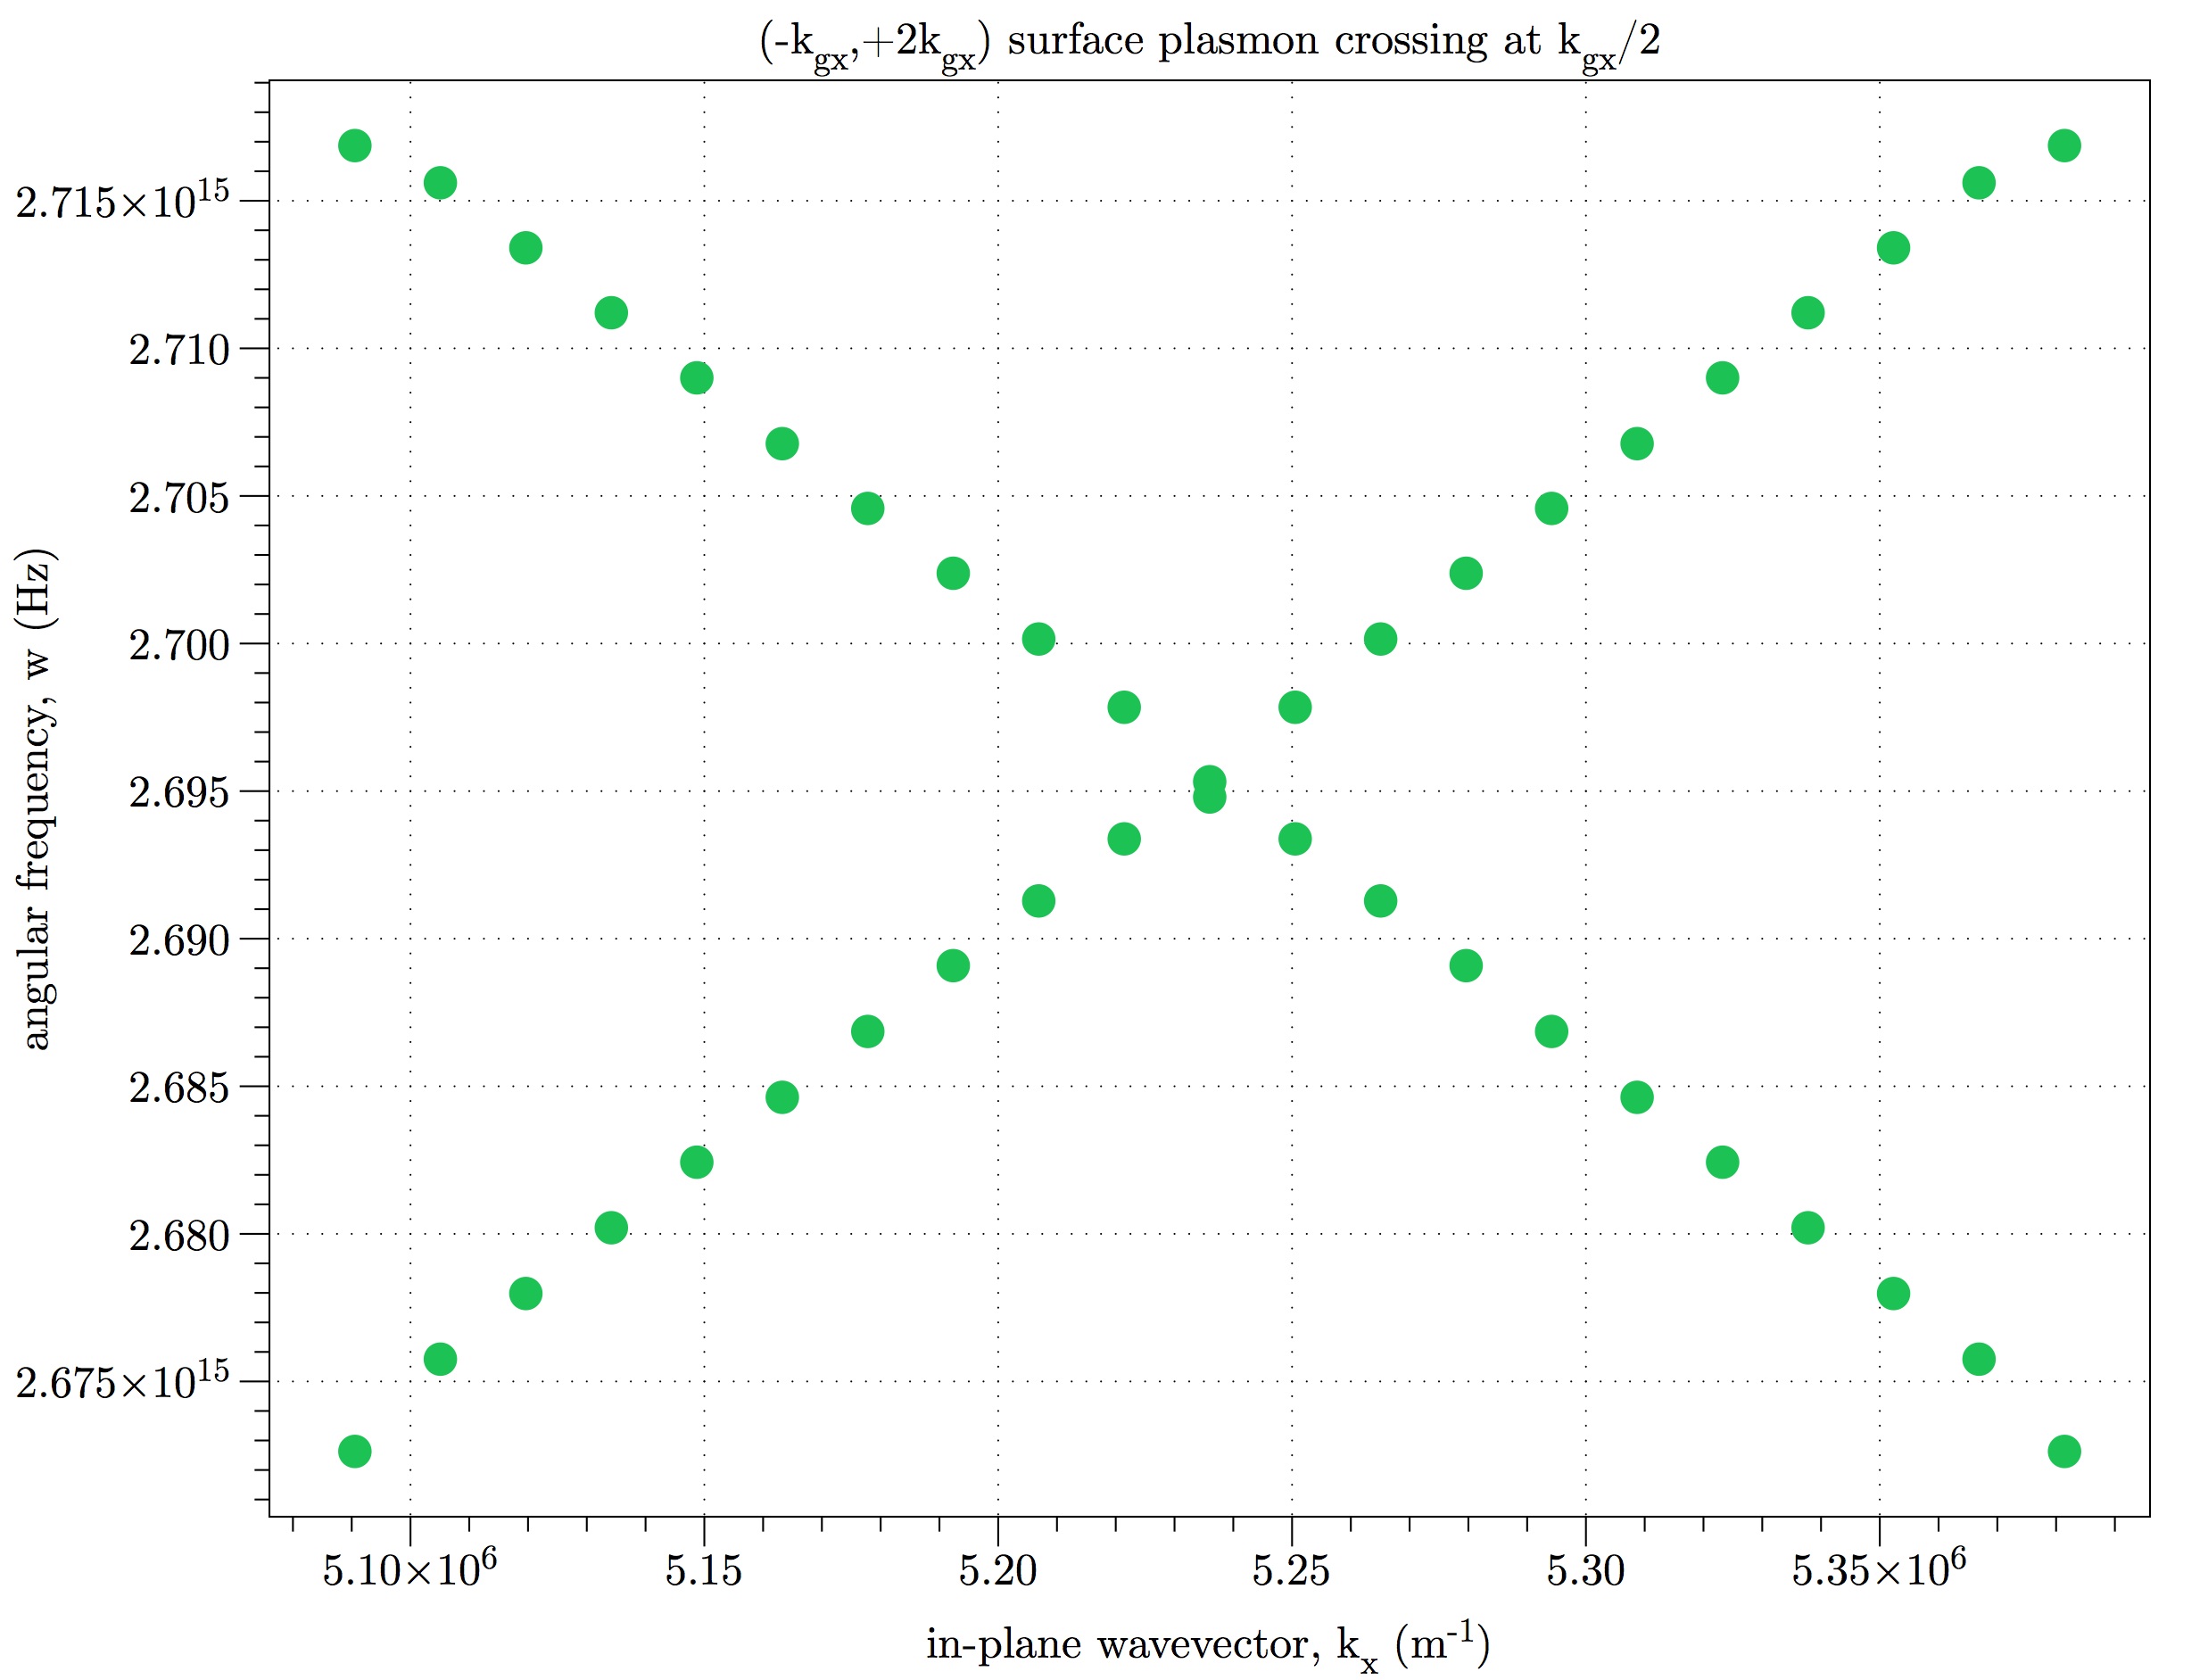 (-kgx,+2kgx) surface plasmon crossing at kgx/2
angular frequency, w (Hz)
2.715×10^15
2.710
2.705
2.700
2.695
2.690
2.685
2.680
2.675×10^15
5.10×10^6 5.15 5.20 5.25 5.30 5.35×10^6
in-plane wavevector, kx (m^-1)